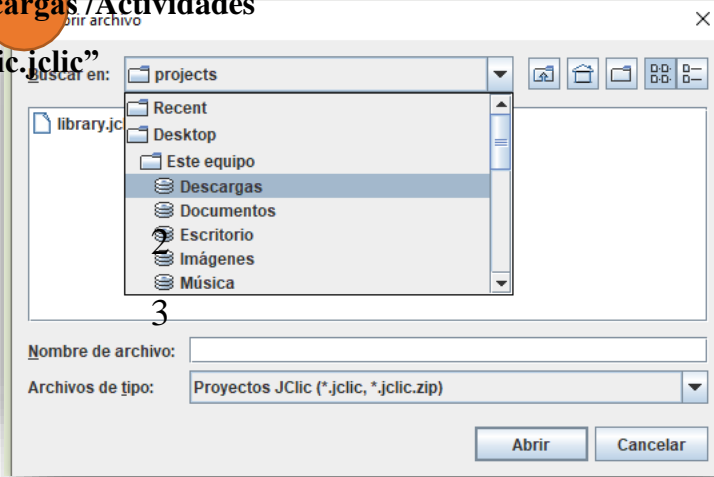 cargas /Actividades
brir archivo
ic.jclic”
Buscar en: projects
library.jc
Recent
Desktop
Este equipo
Descargas
Documentos
Escritorio
2
Imágenes
Música
3
Nombre de archivo:
Archivos de tipo: Proyectos JClic (*.jclic, *.jclic.zip)
Abrir Cancelar